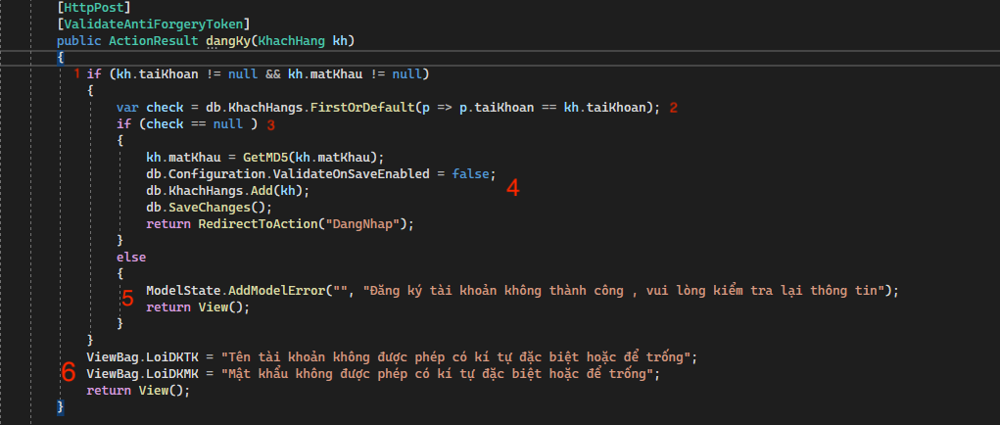 [HttpPost]
[ValidateAntiForgeryToken]
public ActionResult dangKy(KhachHang kh)
{
1 if (kh.taiKhoan != null && kh.matKhau != null)
{
var check = db.KhachHangs.FirstOrDefault(p => p.taiKhoan == kh.taiKhoan); 2
if (check == null ) 3
{
kh.matKhau = GetMD5(kh.matKhau);
db.Configuration.ValidateOnSaveEnabled = false;
4
db.KhachHangs.Add(kh);
db.SaveChanges();
return RedirectToAction("DangNhap");
}
else
{
5 ModelState.AddModelError("", "Đăng ký tài khoản không thành công , vui lòng kiểm tra lại thông tin");
return View();
}
}
ViewBag.LoiDKTK = "Tên tài khoản không được phép có kí tự đặc biệt hoặc để trống";
6 ViewBag.LoiDKMK = "Mật khẩu không được phép có kí tự đặc biệt hoặc để trống";
return View();
}